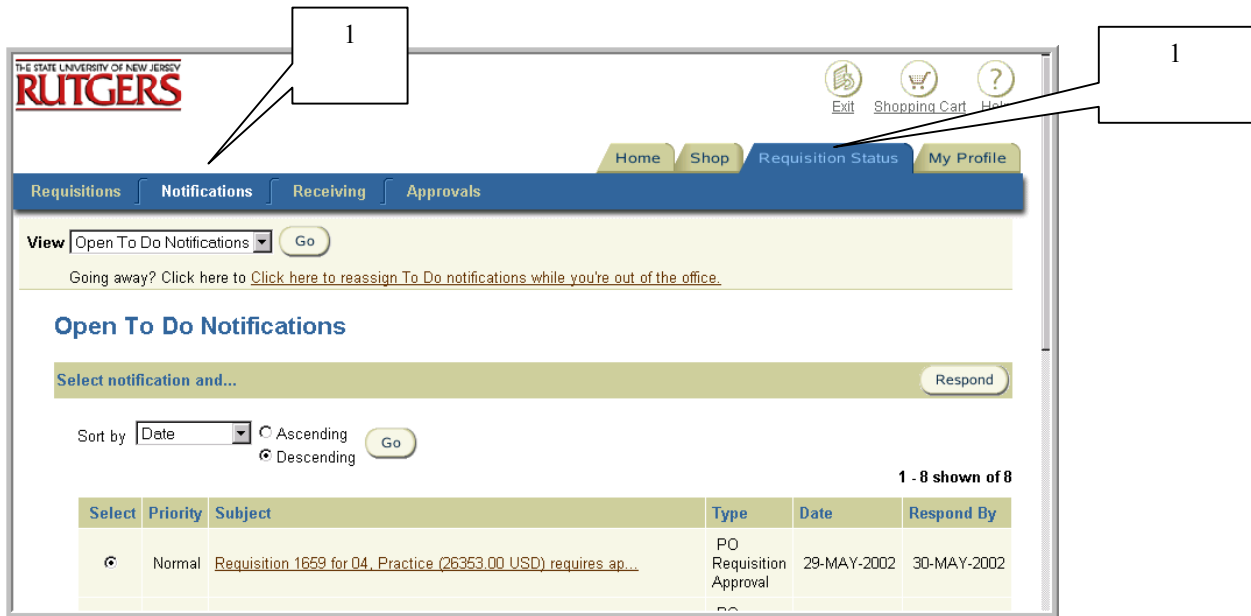 1
1
THE STATE UNIVERSITY OF NEW JERSEY
RUTGERS
Exit Shopping Cart Help
Home Shop Requisition Status My Profile
Requisitions Notifications Receiving Approvals
View Open To Do Notifications Go
Going away? Click here to Click here to reassign To Do notifications while you're out of the office.
Open To Do Notifications
Select notification and... Respond
Sort by Date Ascending Go
Descending
1 - 8 shown of 8
Select Priority Subject Type Date Respond By
Normal Requisition 1659 for 04, Practice (26353.00 USD) requires ap... PO Requisition Approval 29-MAY-2002 30-MAY-2002
PO